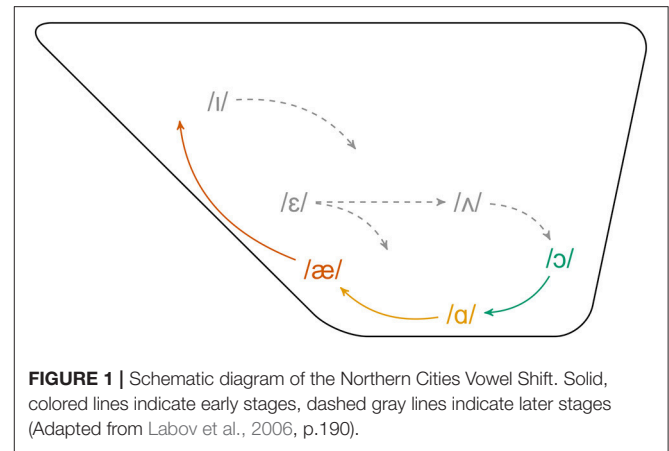 /ɪ/
/ɛ/ /ʌ/
/æ/ /ɔ/
/ɑ/
FIGURE 1 | Schematic diagram of the Northern Cities Vowel Shift. Solid,
colored lines indicate early stages, dashed gray lines indicate later stages
(Adapted from Labov et al., 2006, p.190).